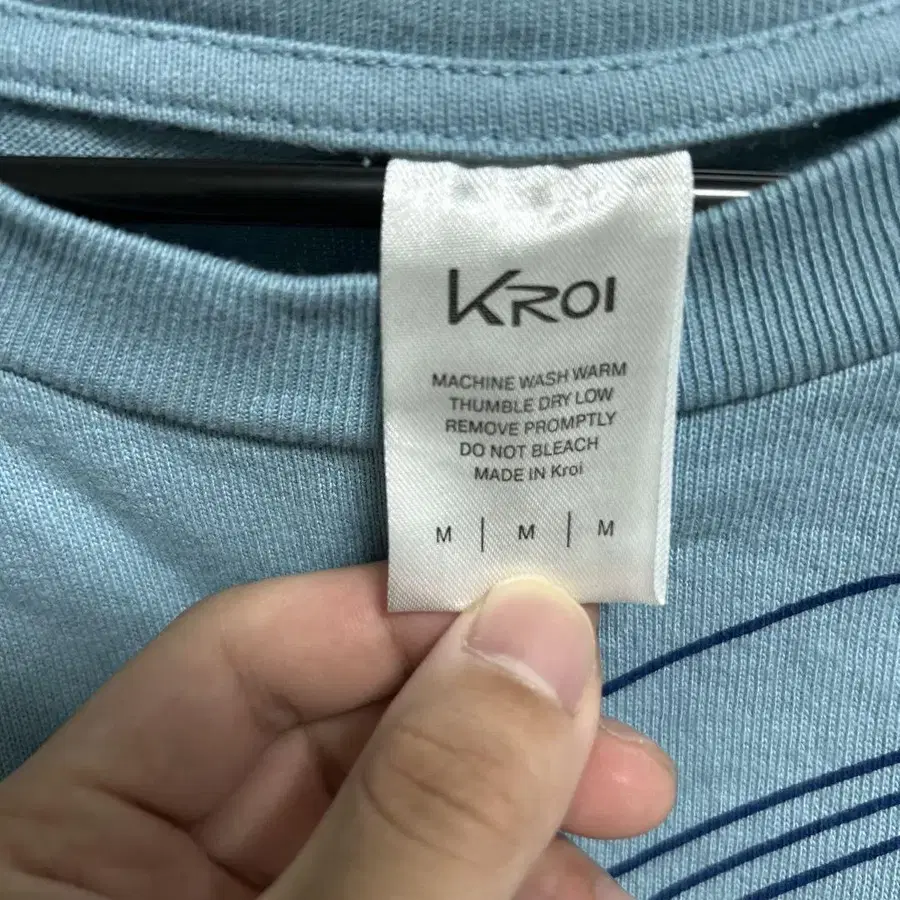 KROI
MACHINE WASH WARM
THUMBLE DRY LOW
REMOVE PROMPTLY
DO NOT BLEACH
MADE IN Kroi
M | M | M